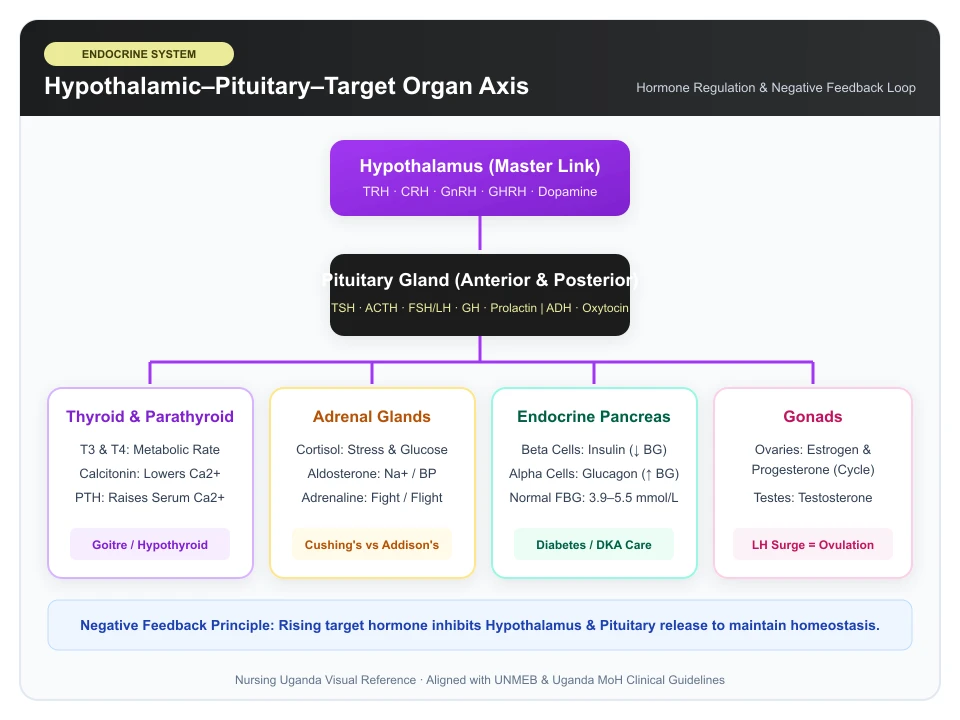 ENDOCRINE SYSTEM
Hypothalamic–Pituitary–Target Organ Axis
Hormone Regulation & Negative Feedback Loop
Hypothalamus (Master Link)
TRH · CRH · GnRH · GHRH · Dopamine
Pituitary Gland (Anterior & Posterior)
TSH · ACTH · FSH/LH · GH · Prolactin | ADH · Oxytocin
Thyroid & Parathyroid
T3 & T4: Metabolic Rate
Calcitonin: Lowers Ca2+
PTH: Raises Serum Ca2+
Goitre / Hypothyroid
Adrenal Glands
Cortisol: Stress & Glucose
Aldosterone: Na+ / BP
Adrenaline: Fight / Flight
Cushing's vs Addison's
Endocrine Pancreas
Beta Cells: Insulin (↓ BG)
Alpha Cells: Glucagon (↑ BG)
Normal FBG: 3.9–5.5 mmol/L
Diabetes / DKA Care
Gonads
Ovaries: Estrogen &
Progesterone (Cycle)
Testes: Testosterone
LH Surge = Ovulation
Negative Feedback Principle: Rising target hormone inhibits Hypothalamus & Pituitary release to maintain homeostasis.
Nursing Uganda Visual Reference · Aligned with UNMEB & Uganda MoH Clinical Guidelines